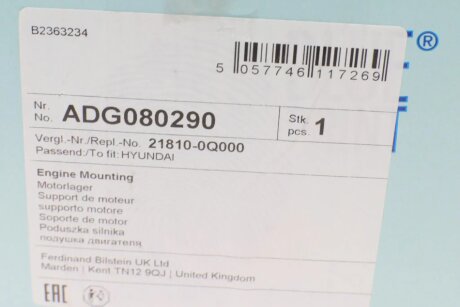 B2363234
®
5 057746 117269
Nr.
No. ADG080290
Stk.
pcs. 1
Vergl.-Nr./Repl.-No. 21810-0Q000
Passend./To fit: HYUNDAI
Engine Mounting
Motorlager
Support de moteur
supporto motore
Soporte de motor
Poduszka silnika
подушка двигателя
Ferdinand Bilstein UK Ltd
Marden | Kent TN12 9QJ | United Kingdom
EAC